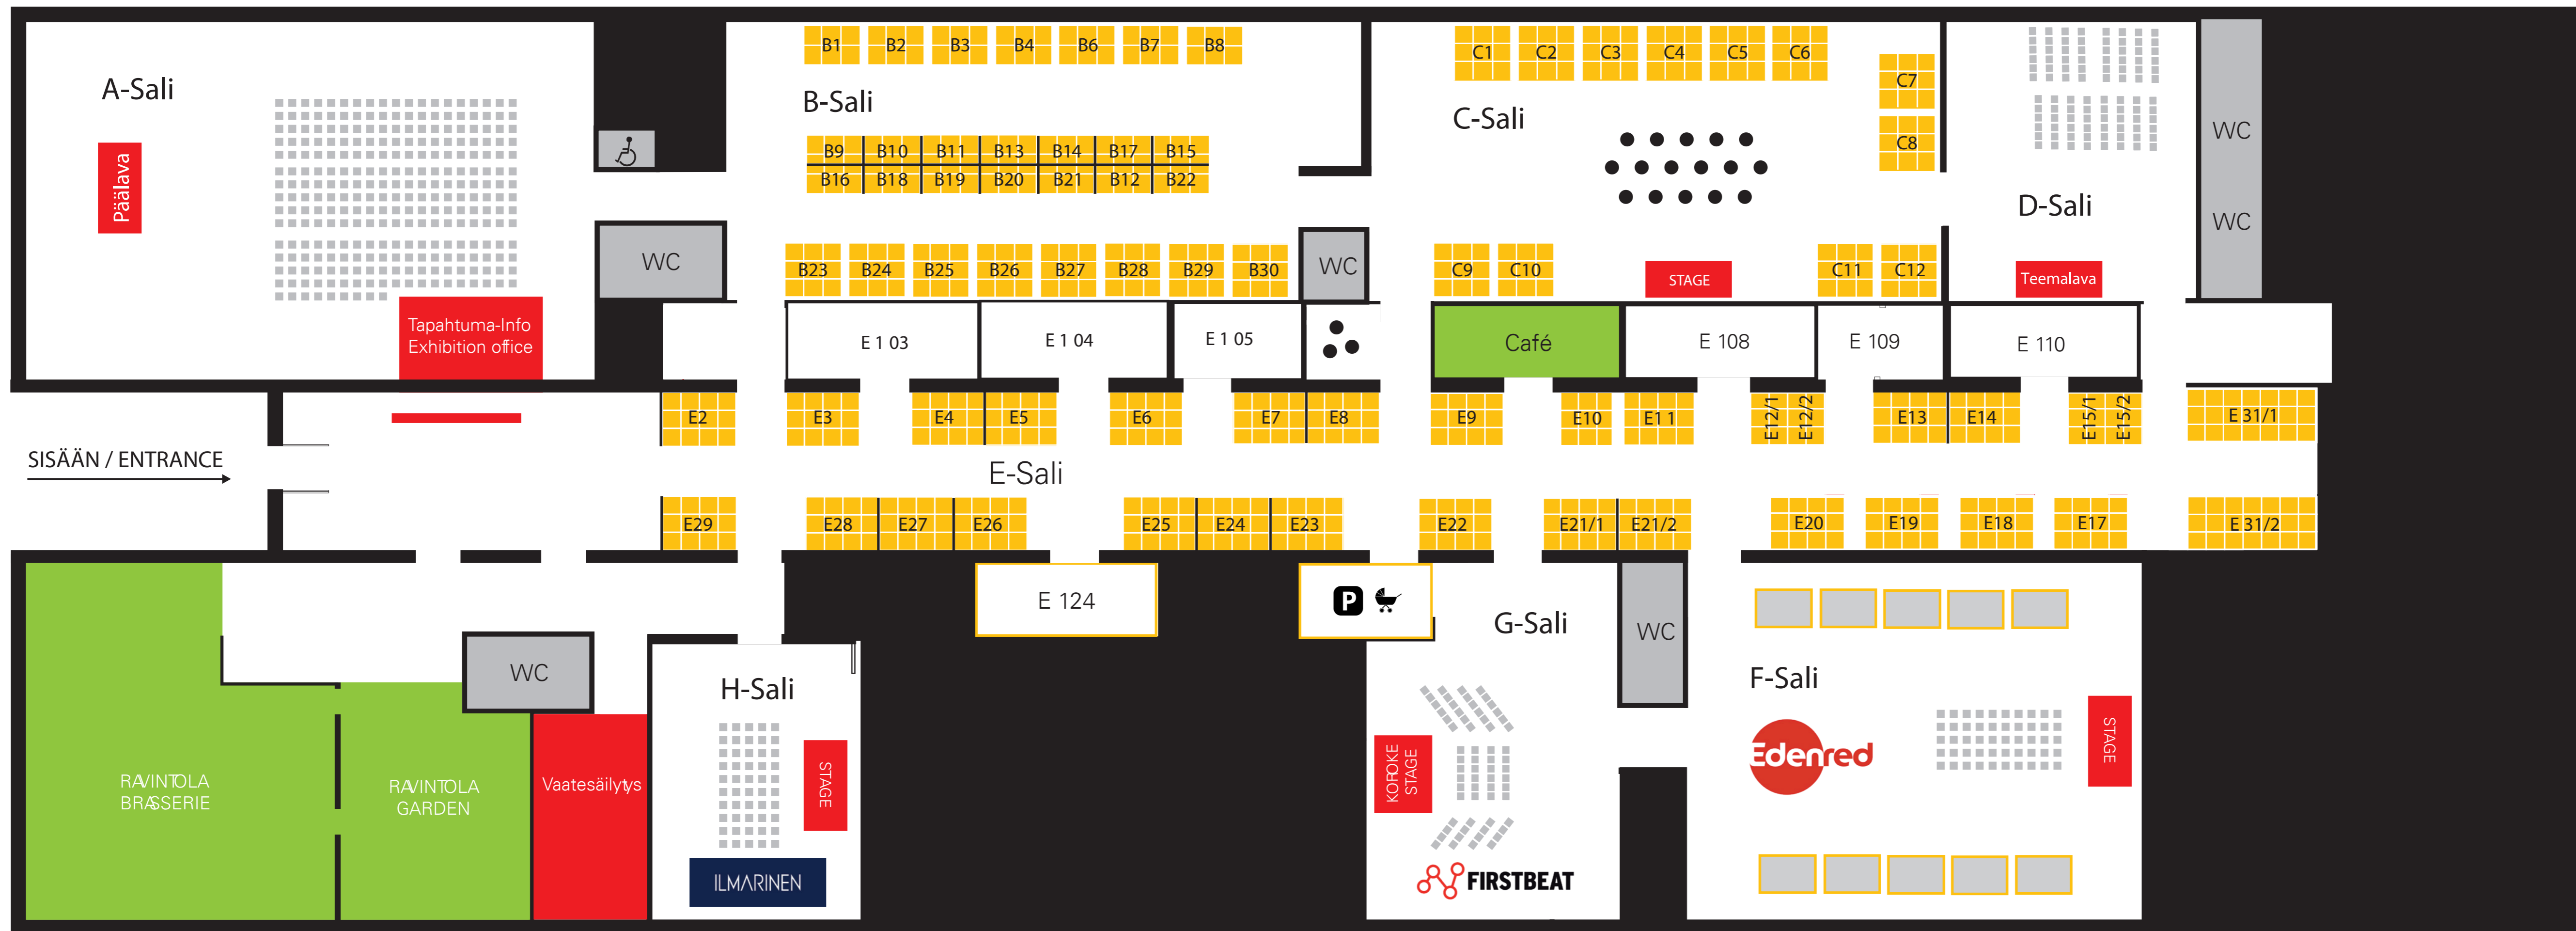 A-Sali
Päälava
Tapahtuma-Info
Exhibition office
WC
B-Sali
B1 B2 B3 B4 B6 B7 B8
B9 B10 B11 B13 B14 B17 B15
B16 B18 B19 B20 B21 B12 B22
B23 B24 B25 B26 B27 B28 B29 B30
WC
C-Sali
C1 C2 C3 C4 C5 C6
C7
C8
C9 C10
STAGE
C11 C12
D-Sali
Teemalava
WC
WC
E 1 03
E 1 04
E 1 05
Café
E 108
E 109
E 110
E2 E3 E4 E5 E6 E7 E8 E9 E10 E1 1 E12/1 E12/2 E13 E14 E15/1 E15/2 E 31/1
SISÄÄN / ENTRANCE
E-Sali
E29 E28 E27 E26 E25 E24 E23 E22 E21/1 E21/2 E20 E19 E18 E17 E 31/2
E 124
P
RAVINTOLA
BRASSERIE
RAVINTOLA
GARDEN
WC
Vaatesäilytys
H-Sali
STAGE
ILMARINEN
G-Sali
WC
KOROKE
STAGE
FIRSTBEAT
F-Sali
Edenred
STAGE